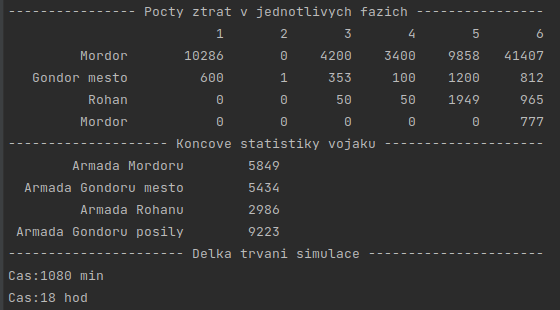 ---------------- Pocty ztrat v jednotlivych fazich ----------------
1 2 3 4 5 6
Mordor 10286 0 4200 3400 9858 41407
Gondor mesto 600 1 353 100 1200 812
Rohan 0 0 50 50 1949 965
Mordor 0 0 0 0 0 777
-------------------- Koncove statistiky vojaku --------------------
Armada Mordoru 5849
Armada Gondoru mesto 5434
Armada Rohanu 2986
Armada Gondoru posily 9223
---------------------- Delka trvani simulace ----------------------
Cas:1080 min
Cas:18 hod